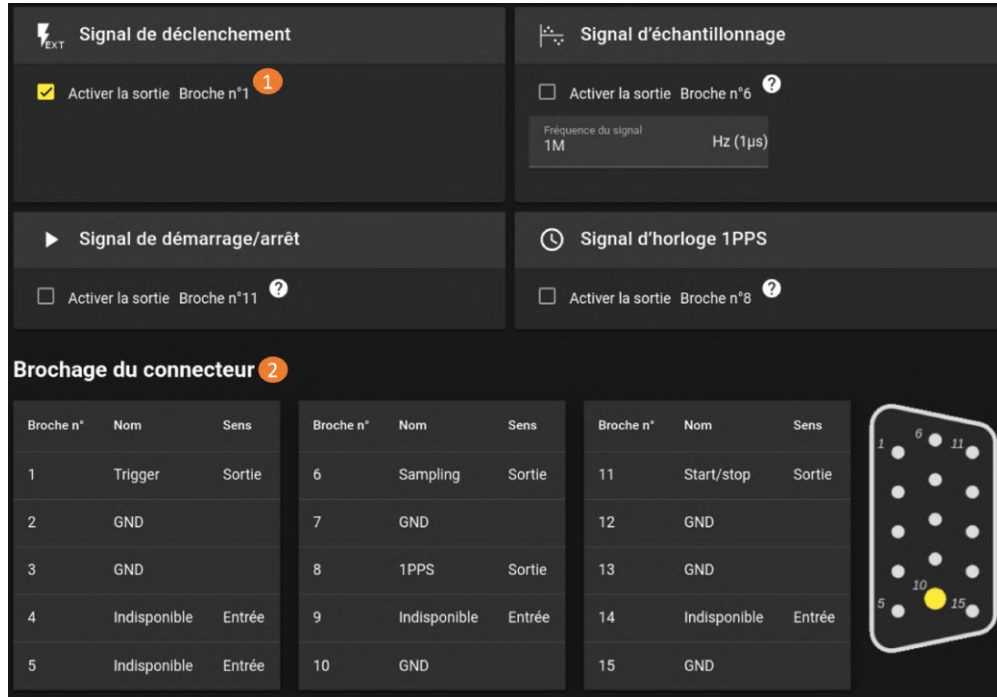 EXT Signal de déclenchement
Activer la sortie Broche n°1 1
Signal d'échantillonnage
Activer la sortie Broche n°6 ?
Fréquence du signal
1M Hz (1µs)
Signal de démarrage/arrêt
Activer la sortie Broche n°11 ?
Signal d'horloge 1PPS
Activer la sortie Broche n°8 ?
Brochage du connecteur 2
Broche n° Nom Sens
1 Trigger Sortie
2 GND
3 GND
4 Indisponible Entrée
5 Indisponible Entrée
Broche n° Nom Sens
6 Sampling Sortie
7 GND
8 1PPS Sortie
9 Indisponible Entrée
10 GND
Broche n° Nom Sens
11 Start/stop Sortie
12 GND
13 GND
14 Indisponible Entrée
15 GND
1 6 11
5 10 15